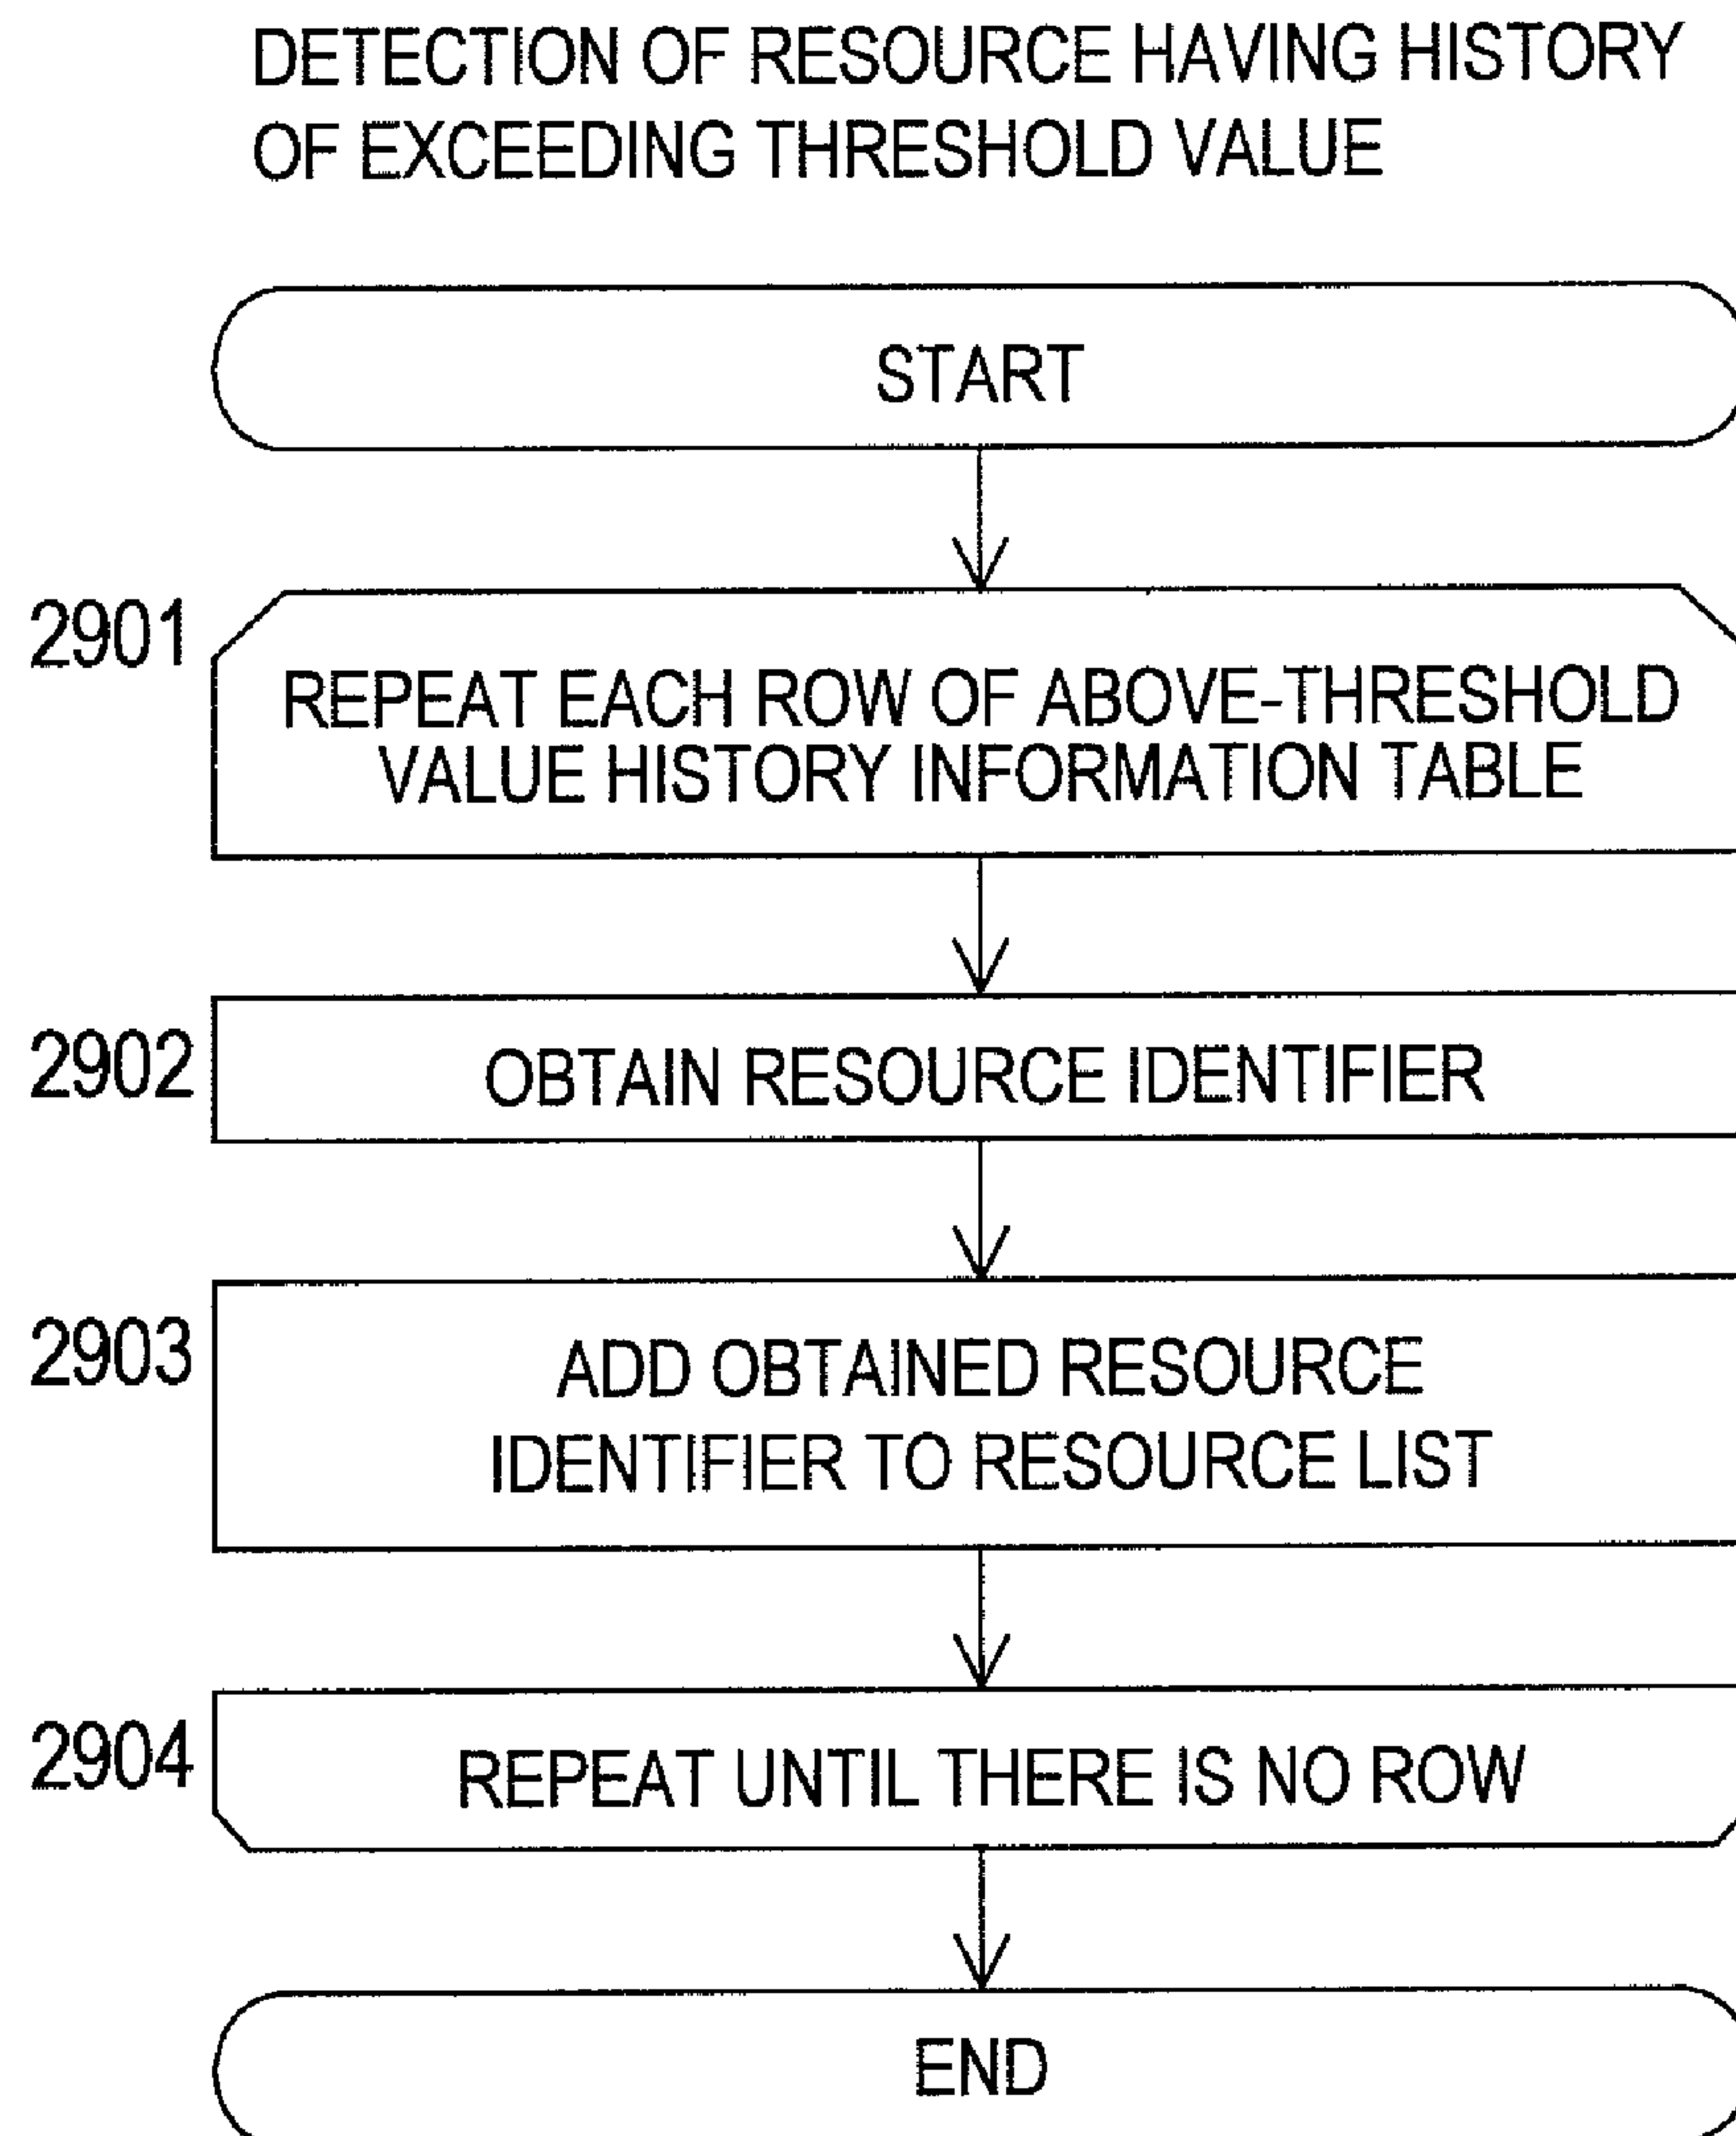 DETECTION OF RESOURCE HAVING HISTORY
OF EXCEEDING THRESHOLD VALUE
START
2901
REPEAT EACH ROW OF ABOVE-THRESHOLD
VALUE HISTORY INFORMATION TABLE
2902
OBTAIN RESOURCE IDENTIFIER
2903
ADD OBTAINED RESOURCE
IDENTIFIER TO RESOURCE LIST
2904
REPEAT UNTIL THERE IS NO ROW
END